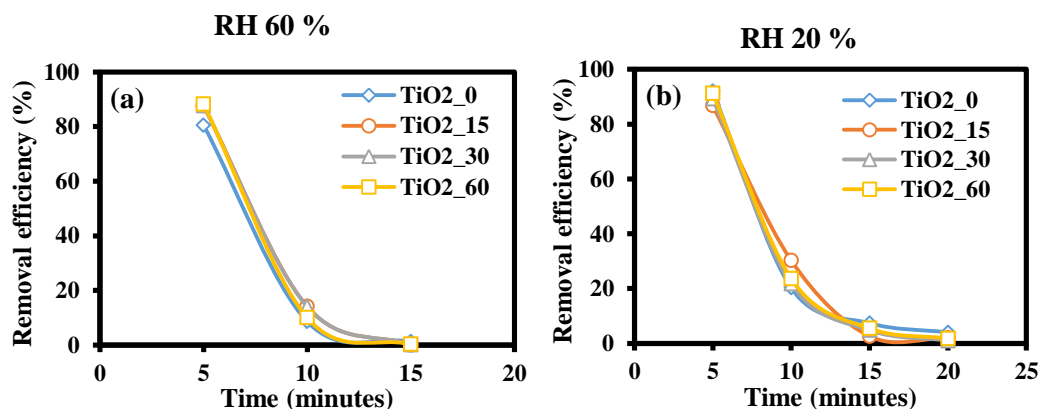 RH 60 %
RH 20 %
(a)
TiO2_0
TiO2_15
TiO2_30
TiO2_60
Removal efficiency (%)
100
80
60
40
20
0
0 5 10 15 20
Time (minutes)
(b)
TiO2_0
TiO2_15
TiO2_30
TiO2_60
Removal efficiency (%)
100
80
60
40
20
0
0 5 10 15 20 25
Time (minutes)